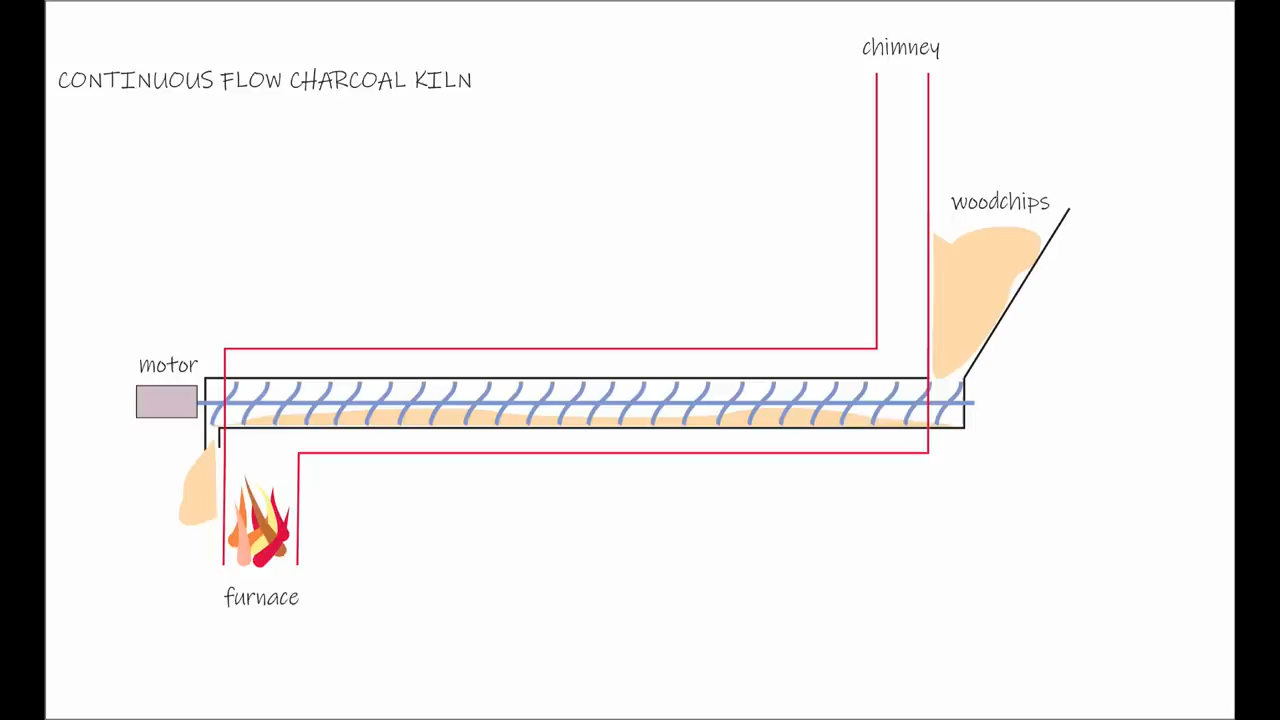 chimney
CONTINUOUS FLOW CHARCOAL KILN
woodchips
motor
furnace